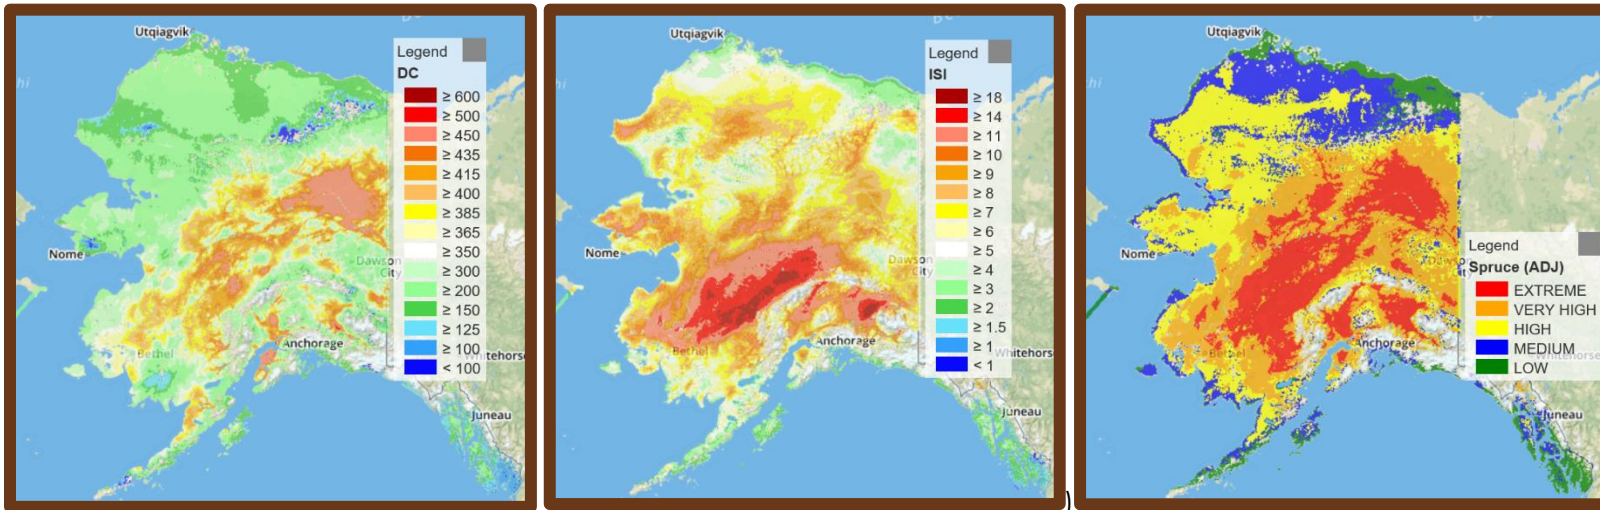 Utqiagvik
Legend
DC
≥ 600
≥ 500
≥ 450
≥ 435
≥ 415
≥ 400
≥ 385
≥ 365
≥ 350
≥ 300
≥ 200
≥ 150
≥ 125
≥ 100
< 100
Nome
Dawson
City
Bethel
Anchorage
Whitehorse
Juneau
Utqiagvik
Legend
ISI
≥ 18
≥ 14
≥ 11
≥ 10
≥ 9
≥ 8
≥ 7
≥ 6
≥ 5
≥ 4
≥ 3
≥ 2
≥ 1.5
≥ 1
< 1
Nome
Dawson
City
Bethel
Anchorage
Whitehors
Juneau
)
Utqiagvik
hi
Legend
Spruce (ADJ)
EXTREME
VERY HIGH
HIGH
MEDIUM
LOW
Nome
Bethel
Anchorage
Whitehorse
Juneau